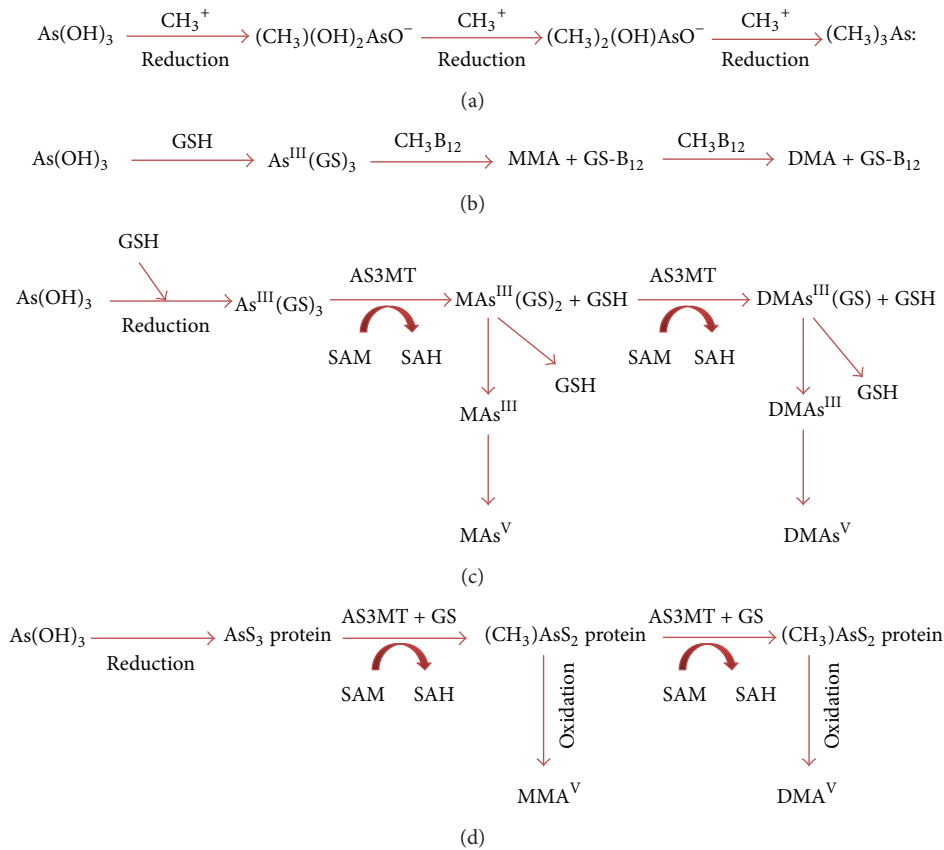 CH₃⁺ CH₃⁺ CH₃⁺
As(OH)₃ (CH₃)(OH)₂AsO⁻ (CH₃)₂(OH)AsO⁻ (CH₃)₃As:
Reduction Reduction Reduction
(a)
GSH CH₃B₁₂ CH₃B₁₂
As(OH)₃ Asᴵᴵᴵ(GS)₃ MMA + GS-B₁₂ DMA + GS-B₁₂
(b)
GSH
AS3MT AS3MT
As(OH)₃ Asᴵᴵᴵ(GS)₃ MAsᴵᴵᴵ(GS)₂ + GSH DMAsᴵᴵᴵ(GS) + GSH
Reduction
SAM SAH SAM SAH
GSH GSH
MAsᴵᴵᴵ DMAsᴵᴵᴵ
MAsⱽ DMAsⱽ
(c)
AS3MT + GS AS3MT + GS
As(OH)₃ AsS₃ protein (CH₃)AsS₂ protein (CH₃)AsS₂ protein
Reduction
SAM SAH SAM SAH
Oxidation Oxidation
MMAⱽ DMAⱽ
(d)